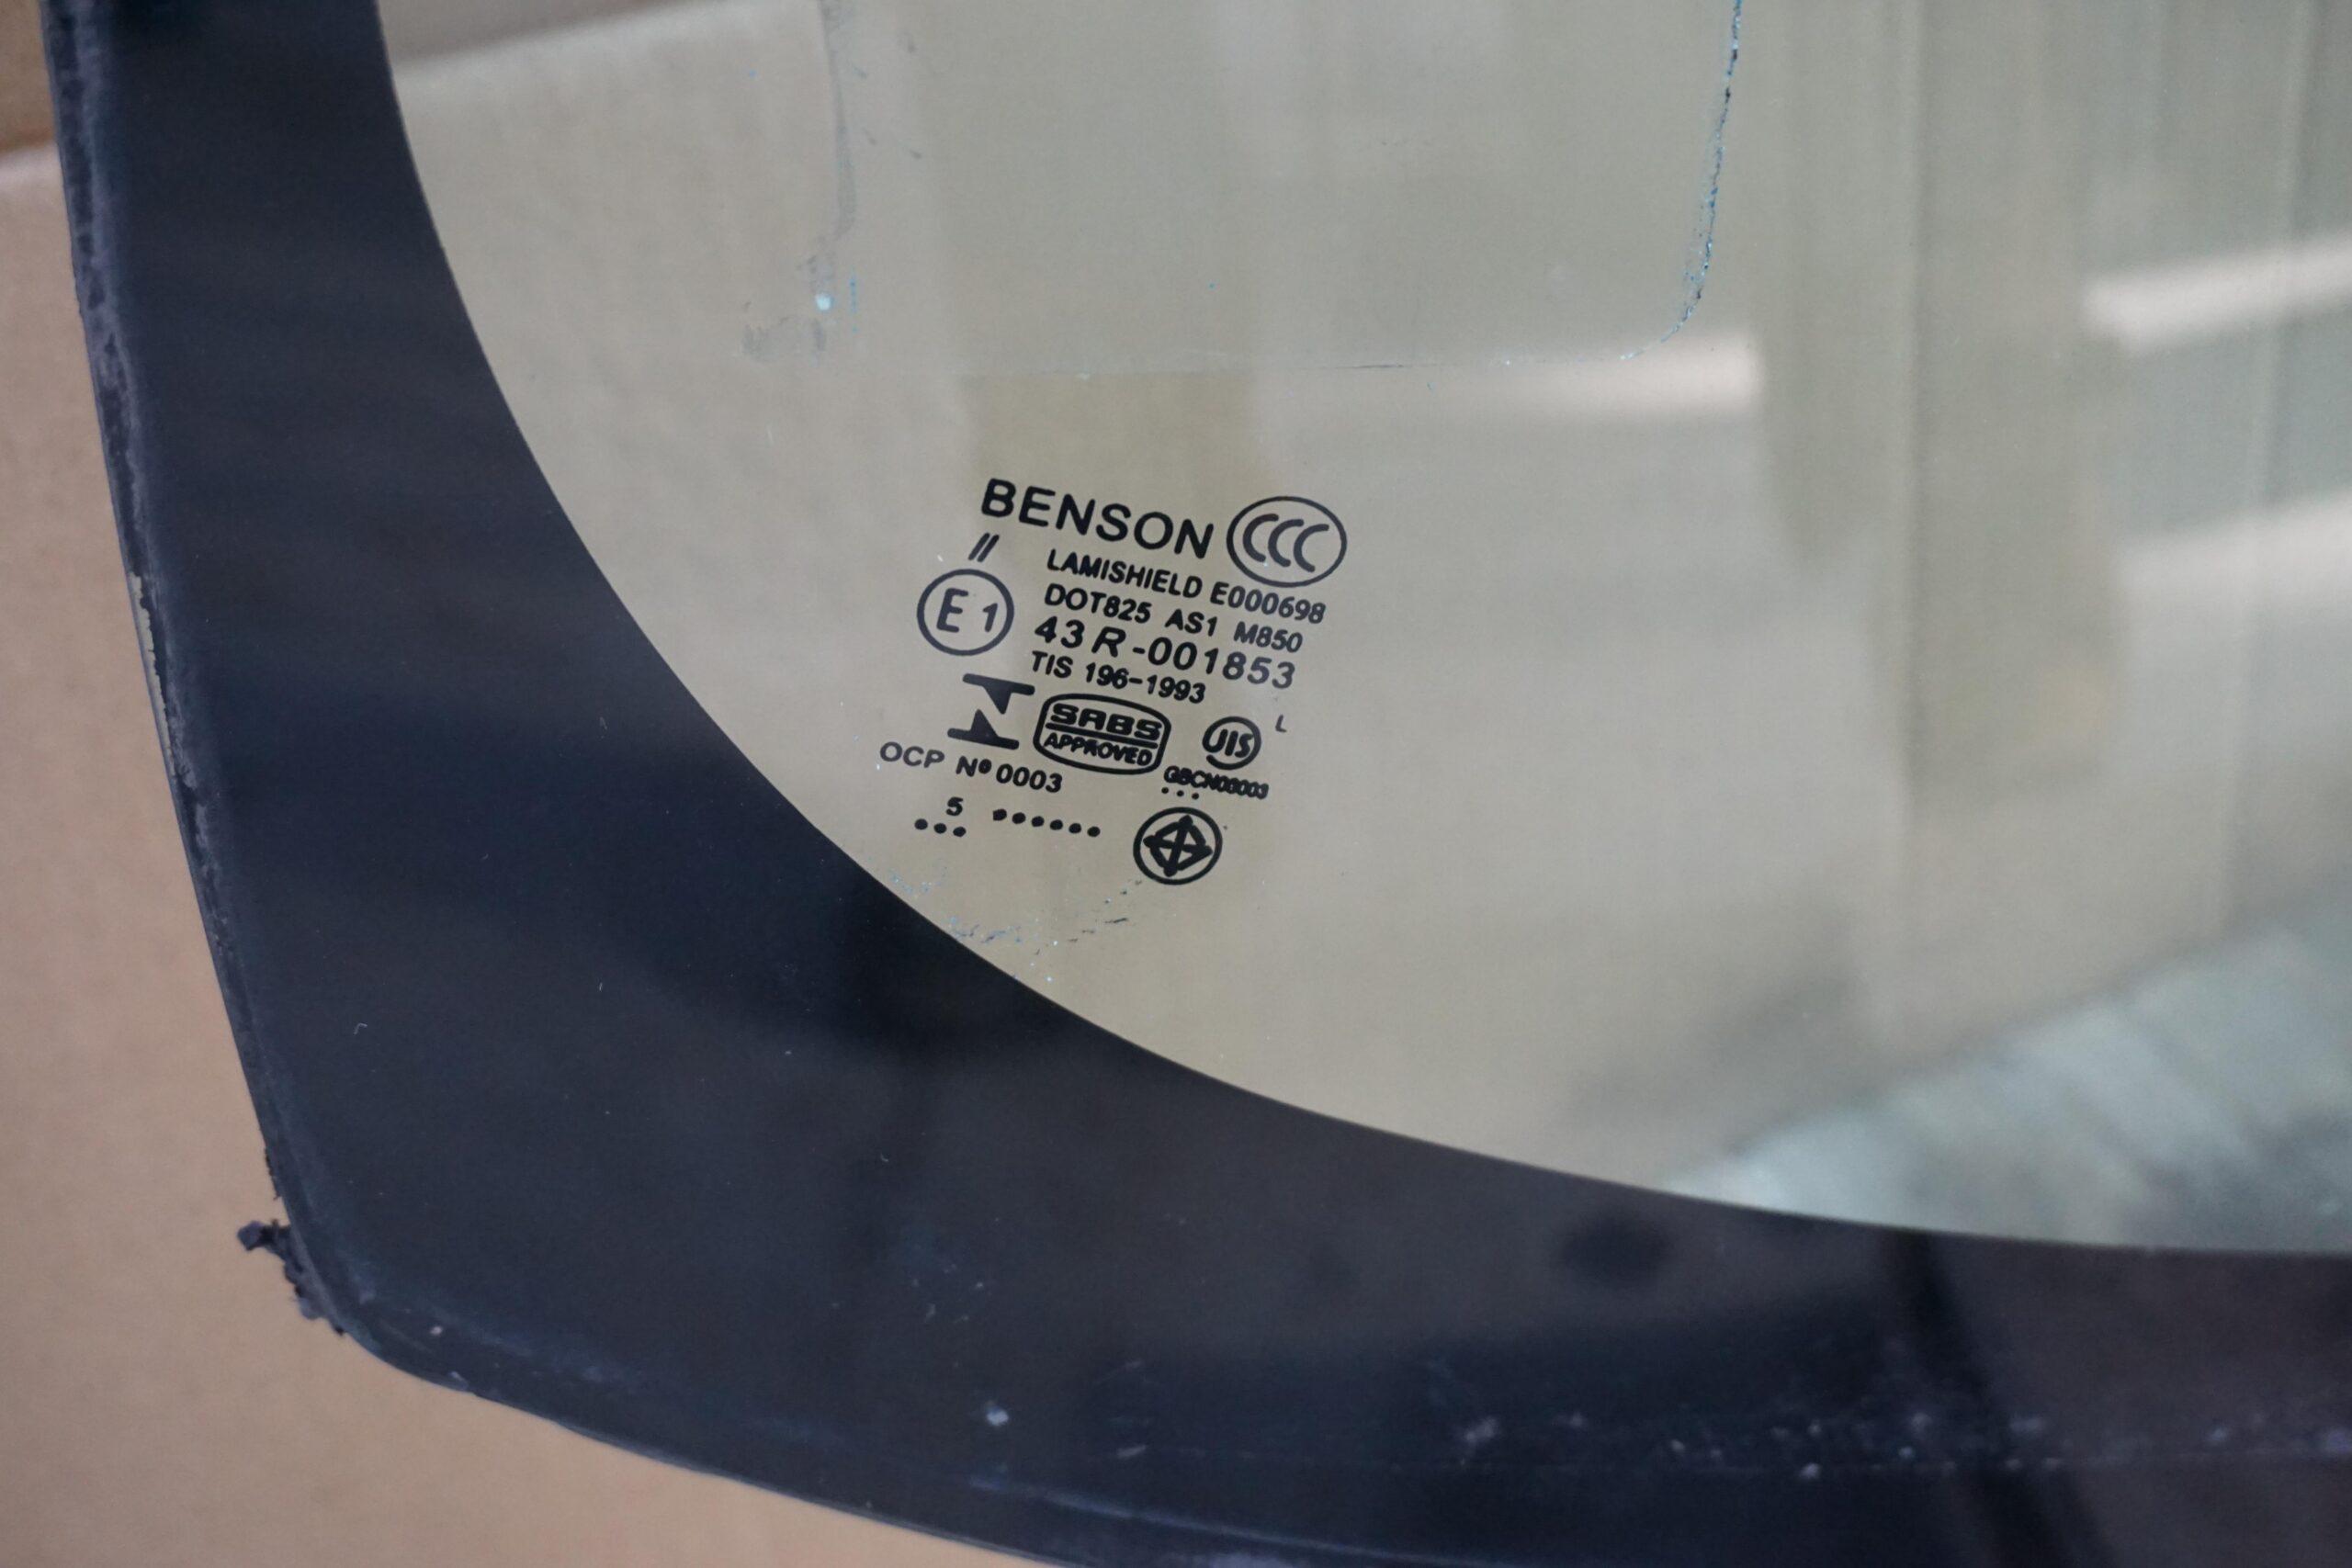 BENSON CCC
//
LAMISHIELD E000698
E1 DOT825 AS1 M850
43R-001853
TIS 196-1993
SABS
APPROVED
JIS L
OCP Nº 0003
GBCN03003
5